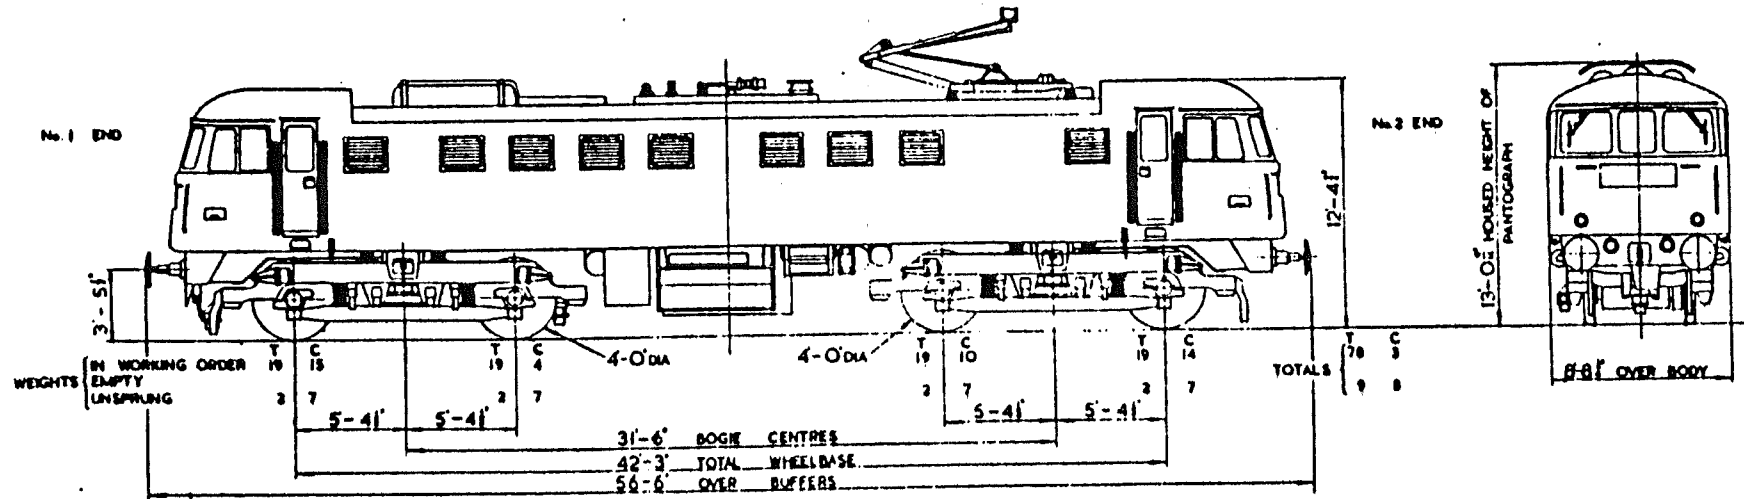 No. 1 END
No. 2 END
12'-4½"
13'-0½" HOUSED HEIGHT OF
PANTOGRAPH
3'-5½"
T C T C 4'-0" DIA 4'-0" DIA T C T C T C
WEIGHTS IN WORKING ORDER 19 15 19 4 19 10 19 14 TOTALS 78 3
EMPTY
UNSPRUNG 2 7 2 7 2 7 2 7 9 8
8'-8½" OVER BODY
5'-4½" 5'-4½" 5'-4½" 5'-4½"
31'-6" BOGIE CENTRES
42'-3" TOTAL WHEELBASE
56'-6" OVER BUFFERS